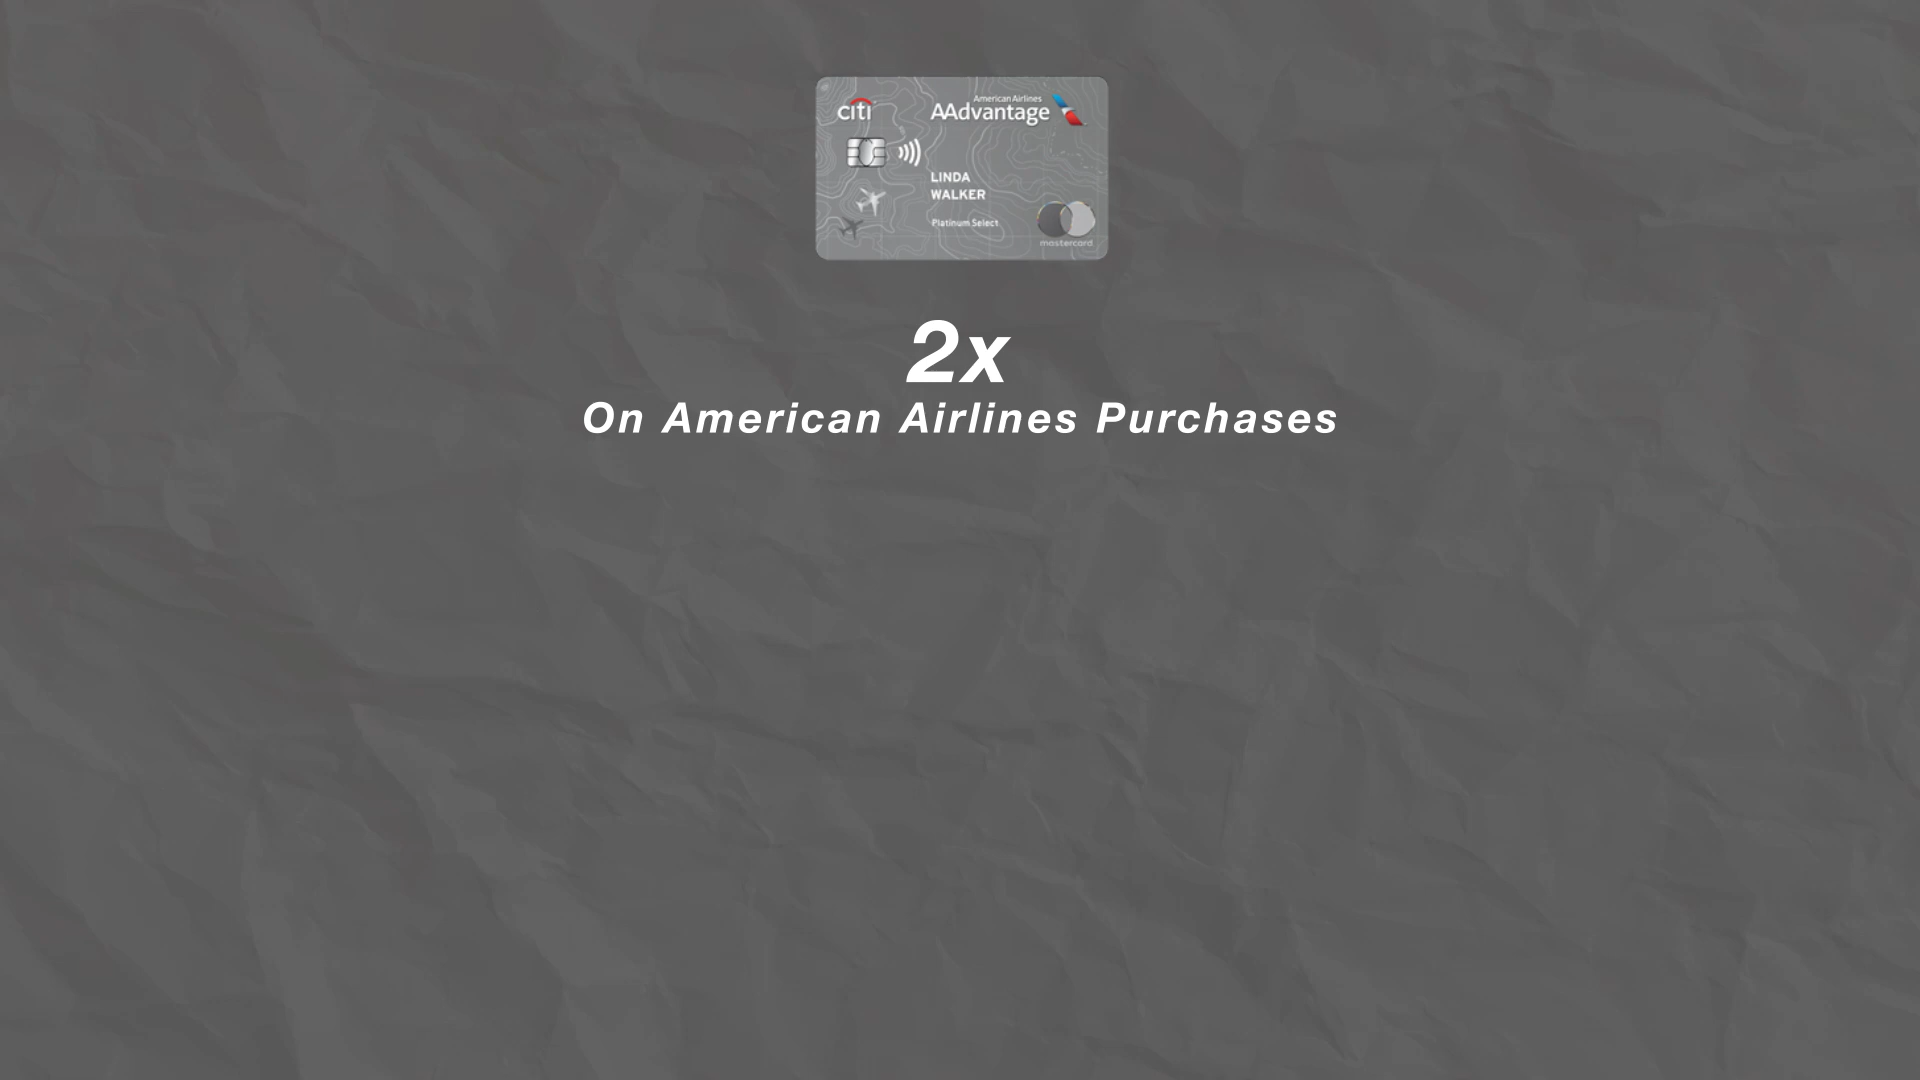 citi
American Airlines
AAdvantage
LINDA
WALKER
Platinum Select
mastercard
2x
On American Airlines Purchases